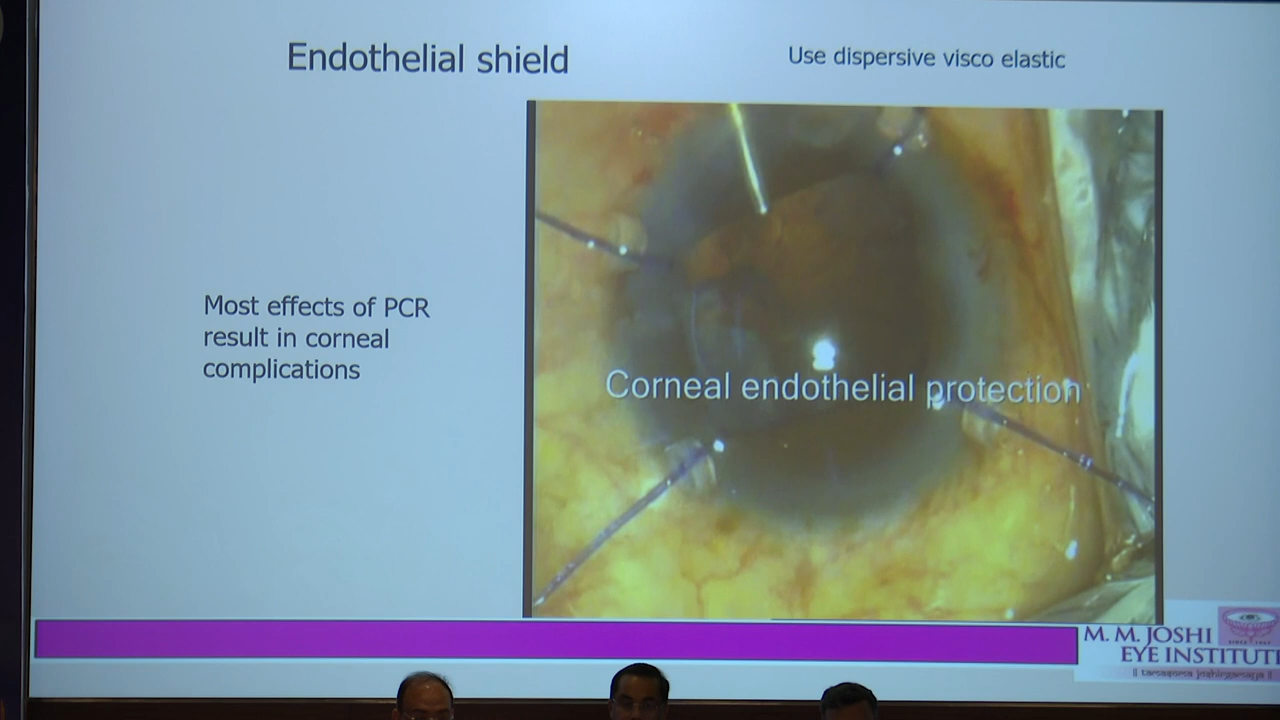 Endothelial shield
Use dispersive visco elastic
Most effects of PCR
result in corneal
complications
Corneal endothelial protection
M. M. JOSHI
EYE INSTITUTE